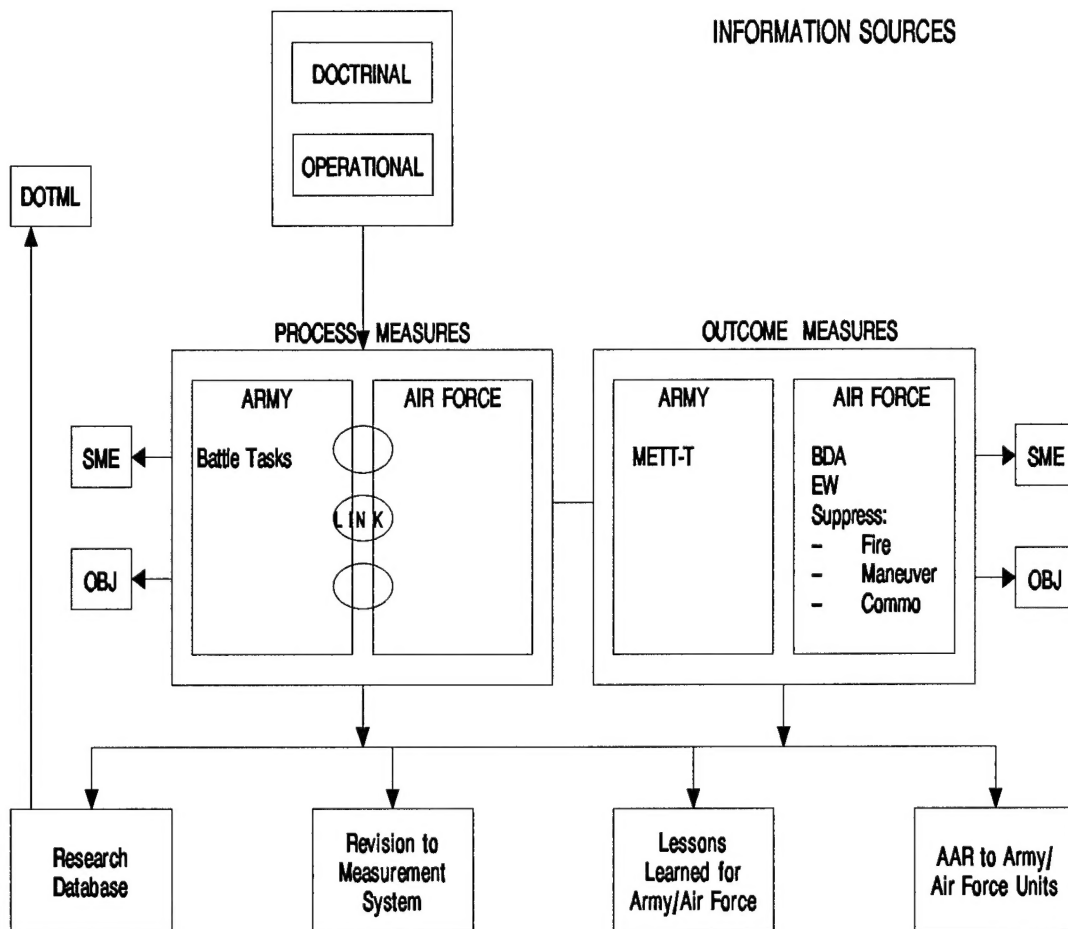 INFORMATION SOURCES
DOCTRINAL
OPERATIONAL
DOTML
PROCESS MEASURES
OUTCOME MEASURES
ARMY
AIR FORCE
ARMY
AIR FORCE
SME
Battle Tasks
METT-T
BDA
SME
EW
LINK
Suppress:
- Fire
OBJ
- Maneuver
OBJ
- Commo
Research
Database
Revision to
Measurement
System
Lessons
Learned for
Army/Air Force
AAR to Army/
Air Force Units